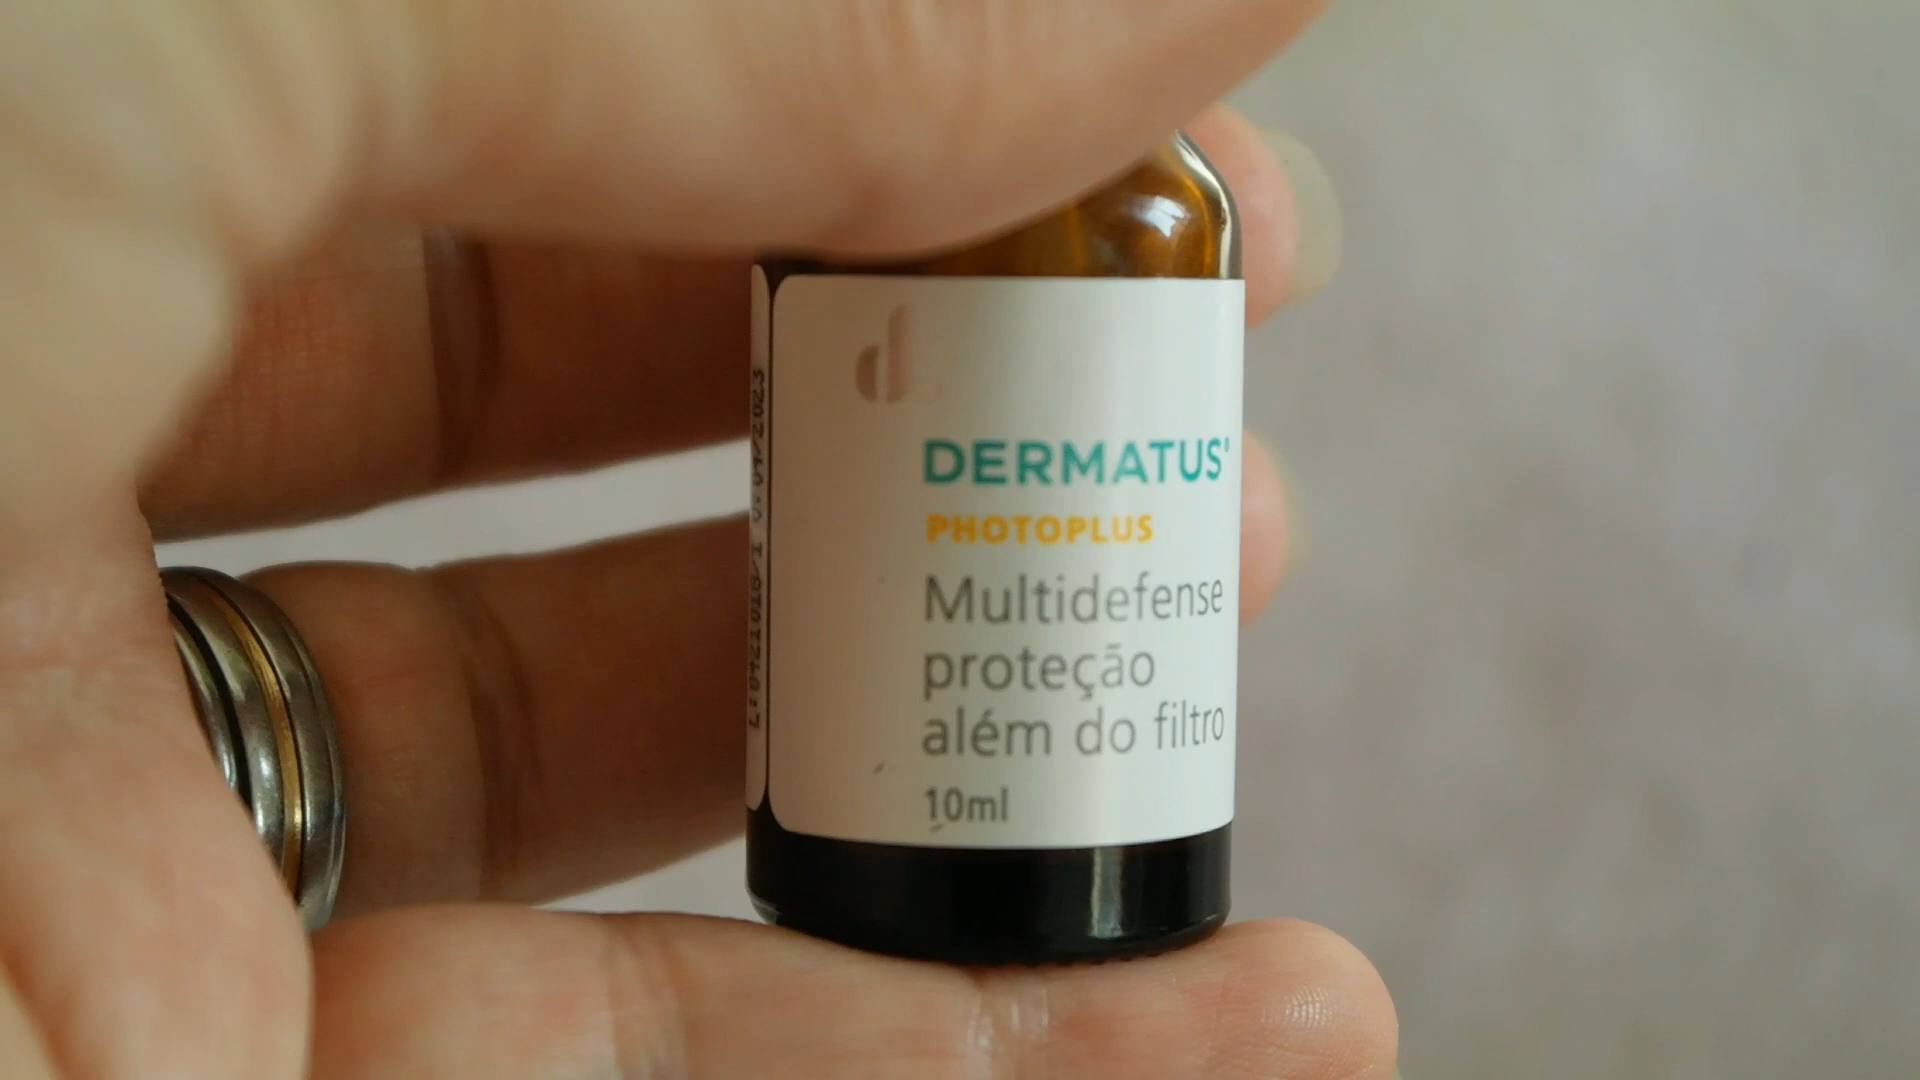 d.
DERMATUS®
PHOTOPLUS
Multidefense
proteção
além do filtro
10ml